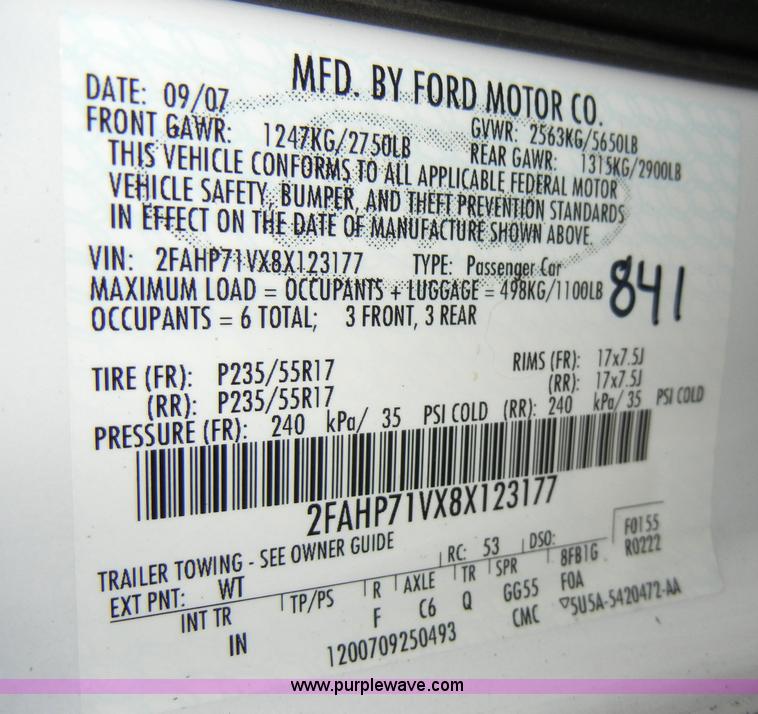 MFD. BY FORD MOTOR CO.
DATE: 09/07 GVWR: 2563KG/5650LB
FRONT GAWR: 1247KG/2750LB REAR GAWR: 1315KG/2900LB
THIS VEHICLE CONFORMS TO ALL APPLICABLE FEDERAL MOTOR
VEHICLE SAFETY, BUMPER, AND THEFT PREVENTION STANDARDS
IN EFFECT ON THE DATE OF MANUFACTURE SHOWN ABOVE.
VIN: 2FAHP71VX8X123177 TYPE: Passenger Car
MAXIMUM LOAD = OCCUPANTS + LUGGAGE = 498KG/1100LB
841
OCCUPANTS = 6 TOTAL; 3 FRONT, 3 REAR
TIRE (FR): P235/55R17 RIMS (FR): 17x7.5J
(RR): P235/55R17 (RR): 17x7.5J
PRESSURE (FR): 240 kPa/ 35 PSI COLD (RR): 240 kPa/ 35 PSI COLD
2FAHP71VX8X123177
TRAILER TOWING - SEE OWNER GUIDE
F0155
EXT PNT: WT RC: 53 DSO: 8FB1G R0222
INT TR TP/PS R AXLE TR SPR F0A
IN F C6 Q GG55 ▽5U5A-5420472-AA
1200709250493 CMC
www.purplewave.com